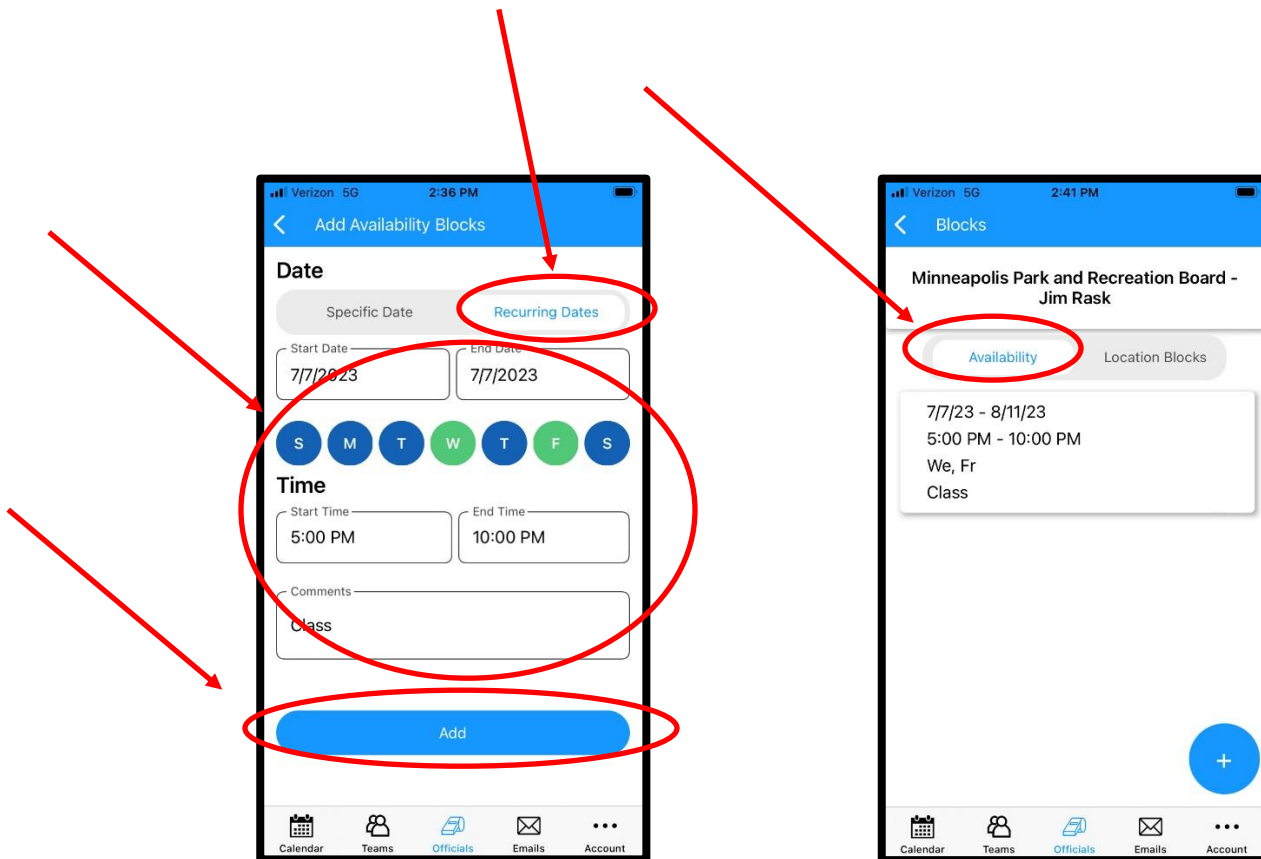 Verizon 5G 2:36 PM
Add Availability Blocks
Date
Specific Date Recurring Dates
Start Date End Date
7/7/2023 7/7/2023
S M T W T F S
Time
Start Time End Time
5:00 PM 10:00 PM
Comments
Class
Add
Calendar Teams Officials Emails Account
Verizon 5G 2:41 PM
Blocks
Minneapolis Park and Recreation Board -
Jim Rask
Availability Location Blocks
7/7/23 - 8/11/23
5:00 PM - 10:00 PM
We, Fr
Class
+
Calendar Teams Officials Emails Account